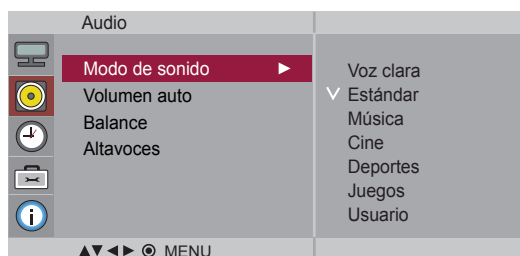 Audio
Modo de sonido ►
Volumen auto
Balance
Altavoces
Voz clara
Estándar
Música
Cine
Deportes
Juegos
Usuario
▲▼◄► ◉ MENU